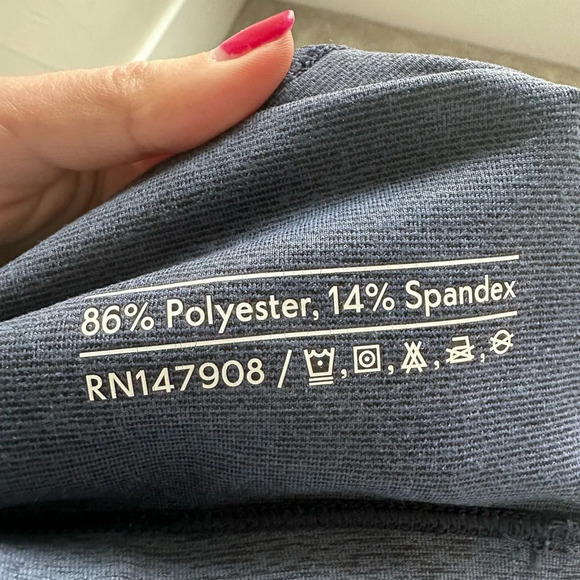 86% Polyester, 14% Spandex
RN147908 /